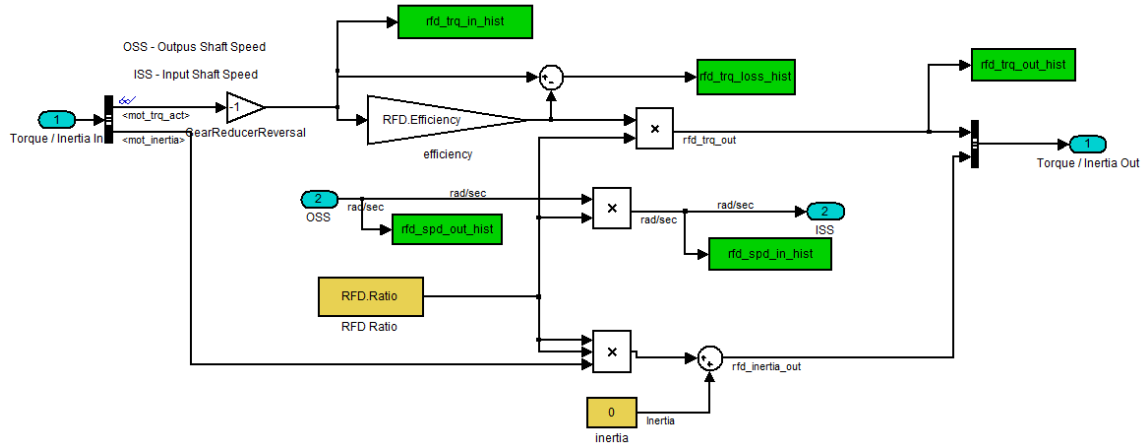 rfd_trq_in_hist
OSS - Outpus Shaft Speed
rfd_trq_out_hist
ISS - Input Shaft Speed
rfd_trq_loss_hist
-1
1
<mot_trq_act>
RFD.Efficiency
×
Torque / Inertia In
GearReducerReversal
<mot_inertia>
rfd_trq_out
1
efficiency
Torque / Inertia Out
rad/sec
2
×
rad/sec
2
OSS
rad/sec
rad/sec
ISS
rfd_spd_out_hist
rfd_spd_in_hist
RFD.Ratio
RFD Ratio
×
rfd_inertia_out
0
Inertia
inertia